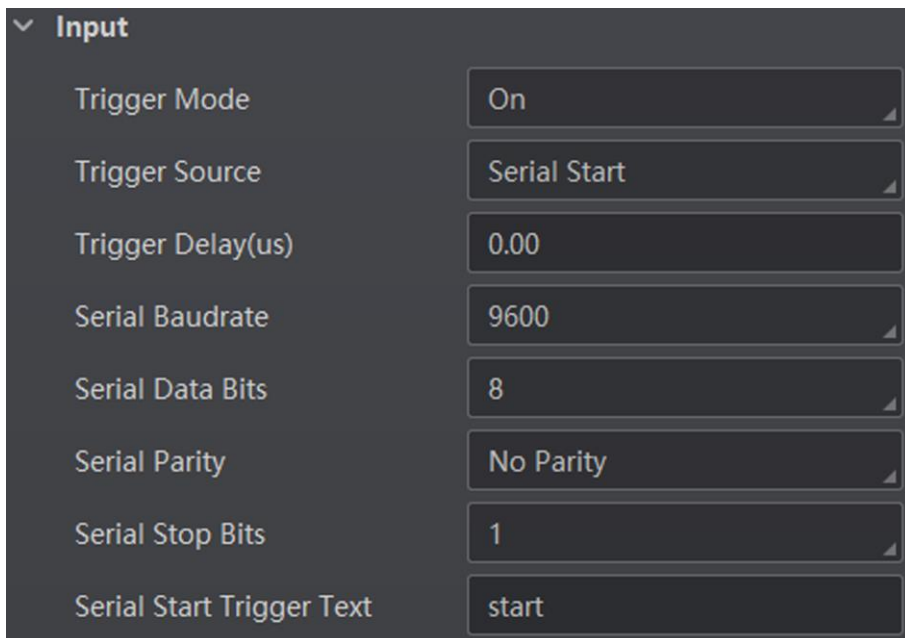 Input
Trigger Mode On
Trigger Source Serial Start
Trigger Delay(us) 0.00
Serial Baudrate 9600
Serial Data Bits 8
Serial Parity No Parity
Serial Stop Bits 1
Serial Start Trigger Text start